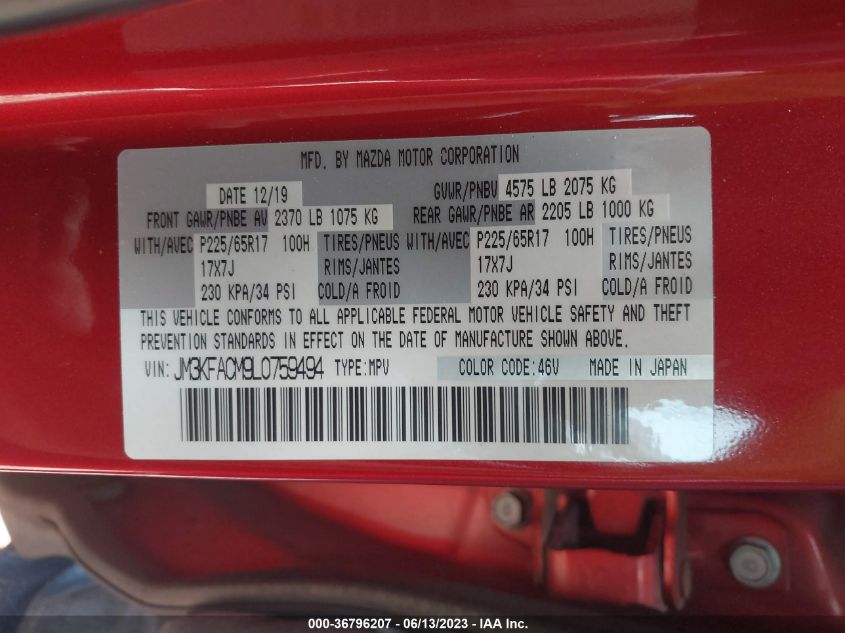 MFD. BY MAZDA MOTOR CORPORATION
DATE 12/19 GVWR/PNBV 4575 LB 2075 KG
FRONT GAWR/PNBE AV 2370 LB 1075 KG REAR GAWR/PNBE AR 2205 LB 1000 KG
WITH/AVEC P225/65R17 100H TIRES/PNEUS WITH/AVEC P225/65R17 100H TIRES/PNEUS
17X7J RIMS/JANTES 17X7J RIMS/JANTES
230 KPA/34 PSI COLD/A FROID 230 KPA/34 PSI COLD/A FROID
THIS VEHICLE CONFORMS TO ALL APPLICABLE FEDERAL MOTOR VEHICLE SAFETY AND THEFT
PREVENTION STANDARDS IN EFFECT ON THE DATE OF MANUFACTURE SHOWN ABOVE.
VIN: JM3KFACM9L0759494 TYPE:MPV COLOR CODE:46V MADE IN JAPAN
000-36796207 - 06/13/2023 - IAA Inc.